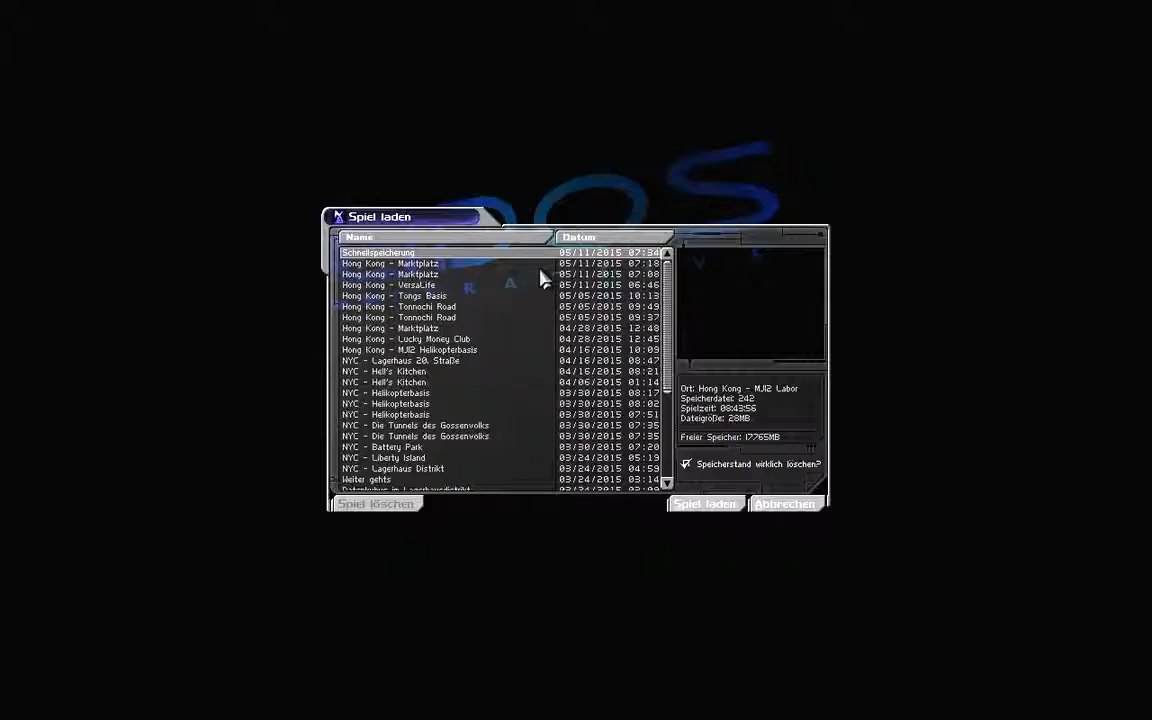 DOS
R A V E
Spiel laden
Name Datum
Schnellspeicherung 05/11/2015 07:34
Hong Kong - Marktplatz 05/11/2015 07:18
Hong Kong - Marktplatz 05/11/2015 07:08
Hong Kong - VersaLife 05/11/2015 06:46
Hong Kong - Tongs Basis 05/05/2015 10:13
Hong Kong - Tonnochi Road 05/05/2015 09:49
Hong Kong - Tonnochi Road 05/05/2015 09:37
Hong Kong - Marktplatz 04/28/2015 12:48
Hong Kong - Lucky Money Club 04/28/2015 12:45
Hong Kong - MJ12 Helikopterbasis 04/16/2015 10:09
NYC - Lagerhaus 20. Straße 04/16/2015 08:47
NYC - Hell's Kitchen 04/16/2015 08:21
NYC - Hell's Kitchen 04/06/2015 01:14
NYC - Helikopterbasis 03/30/2015 08:17
NYC - Helikopterbasis 03/30/2015 08:02
NYC - Helikopterbasis 03/30/2015 07:51
NYC - Die Tunnels des Gossenvolks 03/30/2015 07:35
NYC - Die Tunnels des Gossenvolks 03/30/2015 07:35
NYC - Battery Park 03/30/2015 07:20
NYC - Liberty Island 03/24/2015 05:19
NYC - Lagerhaus Distrikt 03/24/2015 04:59
Weiter gehts 03/24/2015 03:14
Datenkubus im Lagerhausdistrikt 03/24/2015
Ort: Hong Kong - MJ12 Labor
Speicherdatei: 242
Spielzeit: 08:43:56
Dateigröße: 28MB
Freier Speicher: 17765MB
Speicherstand wirklich löschen?
Spiel löschen Spiel laden Abbrechen